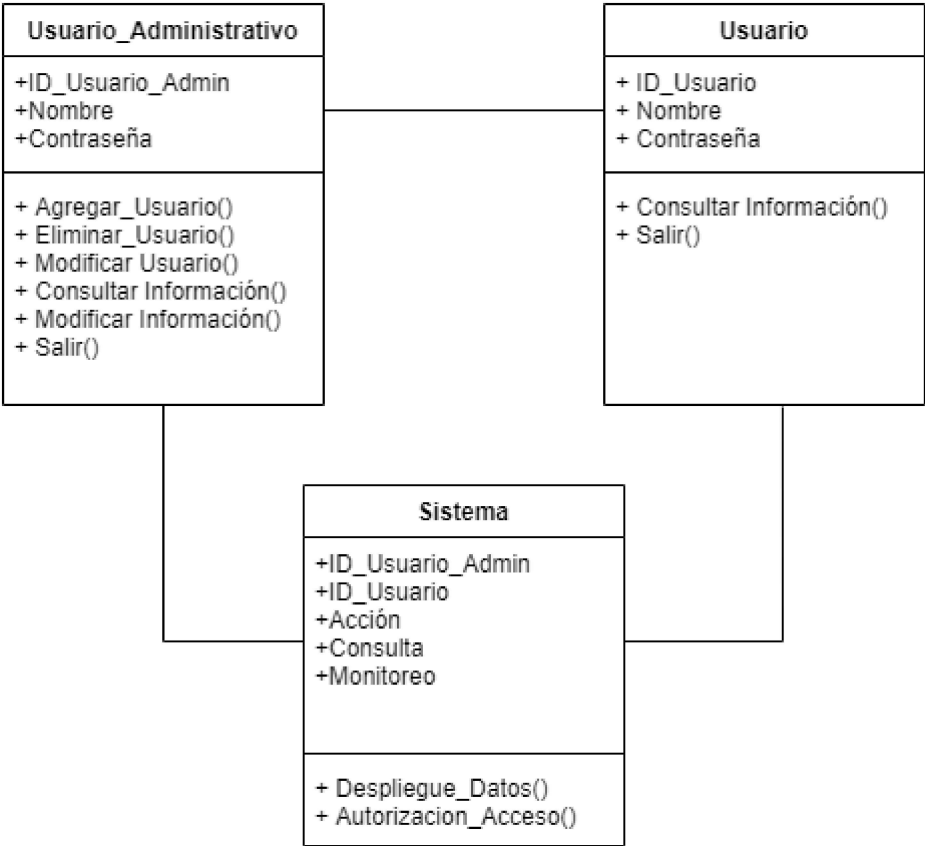 Usuario_Administrativo
+ID_Usuario_Admin
+Nombre
+Contraseña
+ Agregar_Usuario()
+ Eliminar_Usuario()
+ Modificar Usuario()
+ Consultar Información()
+ Modificar Información()
+ Salir()
Usuario
+ ID_Usuario
+ Nombre
+ Contraseña
+ Consultar Información()
+ Salir()
Sistema
+ID_Usuario_Admin
+ID_Usuario
+Acción
+Consulta
+Monitoreo
+ Despliegue_Datos()
+ Autorizacion_Acceso()